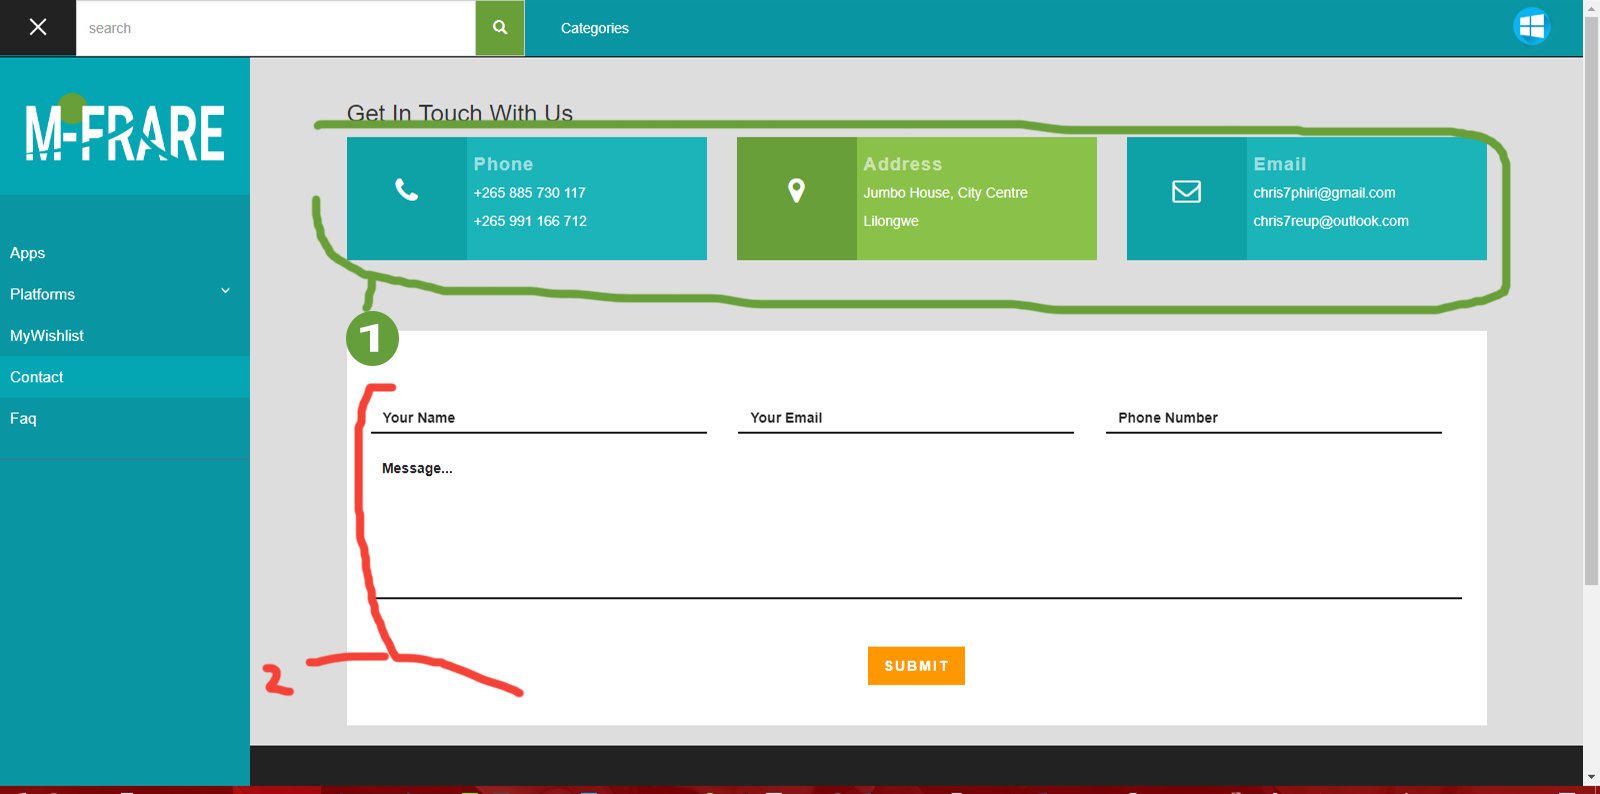 search
Categories
M-FRARE
Get In Touch With Us
Phone
+265 885 730 117
+265 991 166 712
Address
Jumbo House, City Centre
Lilongwe
Email
chris7phiri@gmail.com
chris7reup@outlook.com
Apps
Platforms
MyWishlist
Contact
Faq
1
Your Name
Your Email
Phone Number
Message...
SUBMIT
2